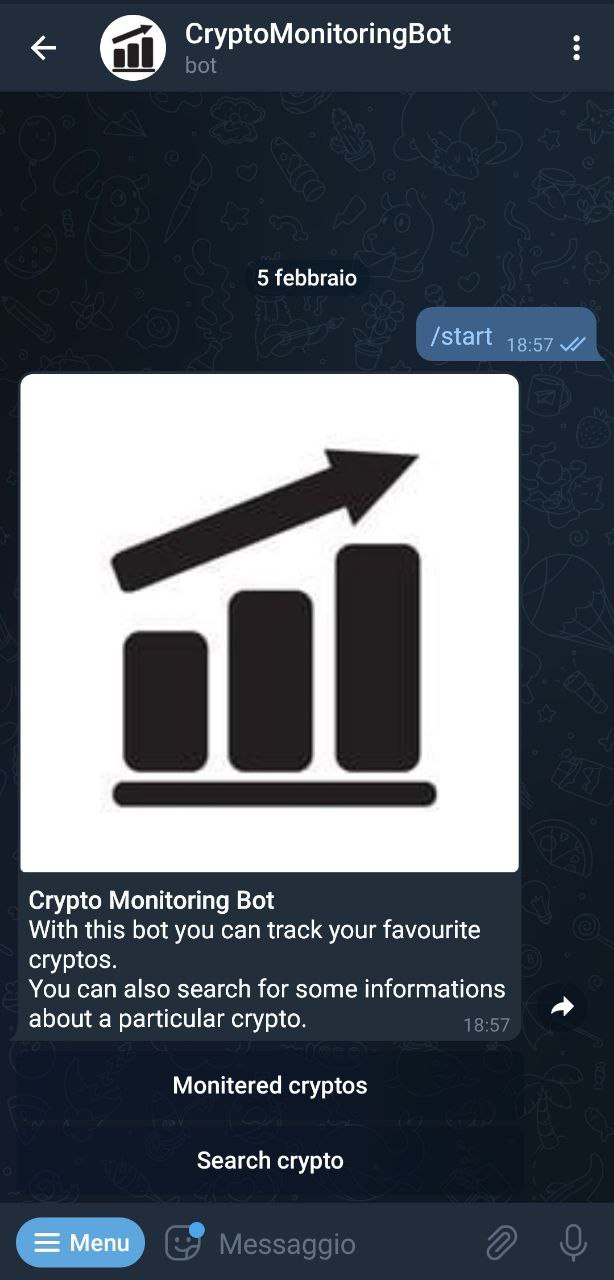 CryptoMonitoringBot
bot
5 febbraio
/start 18:57
Crypto Monitoring Bot
With this bot you can track your favourite
cryptos.
You can also search for some informations
about a particular crypto.
18:57
Monitered cryptos
Search crypto
Menu
Messaggio